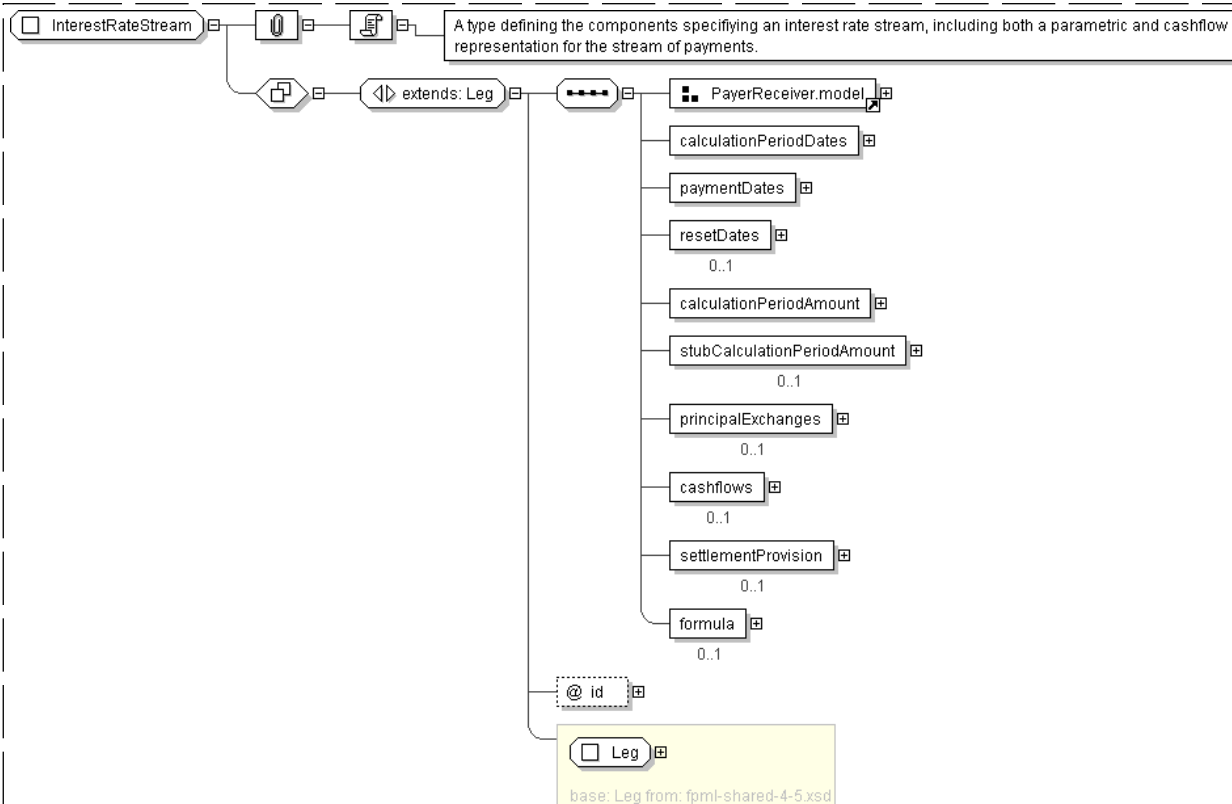 InterestRateStream
A type defining the components specifiying an interest rate stream, including both a parametric and cashflow
representation for the stream of payments.
extends: Leg
PayerReceiver.model
calculationPeriodDates
paymentDates
resetDates
0..1
calculationPeriodAmount
stubCalculationPeriodAmount
0..1
principalExchanges
0..1
cashflows
0..1
settlementProvision
0..1
formula
0..1
@ id
Leg
base: Leg from: fpml-shared-4-5.xsd